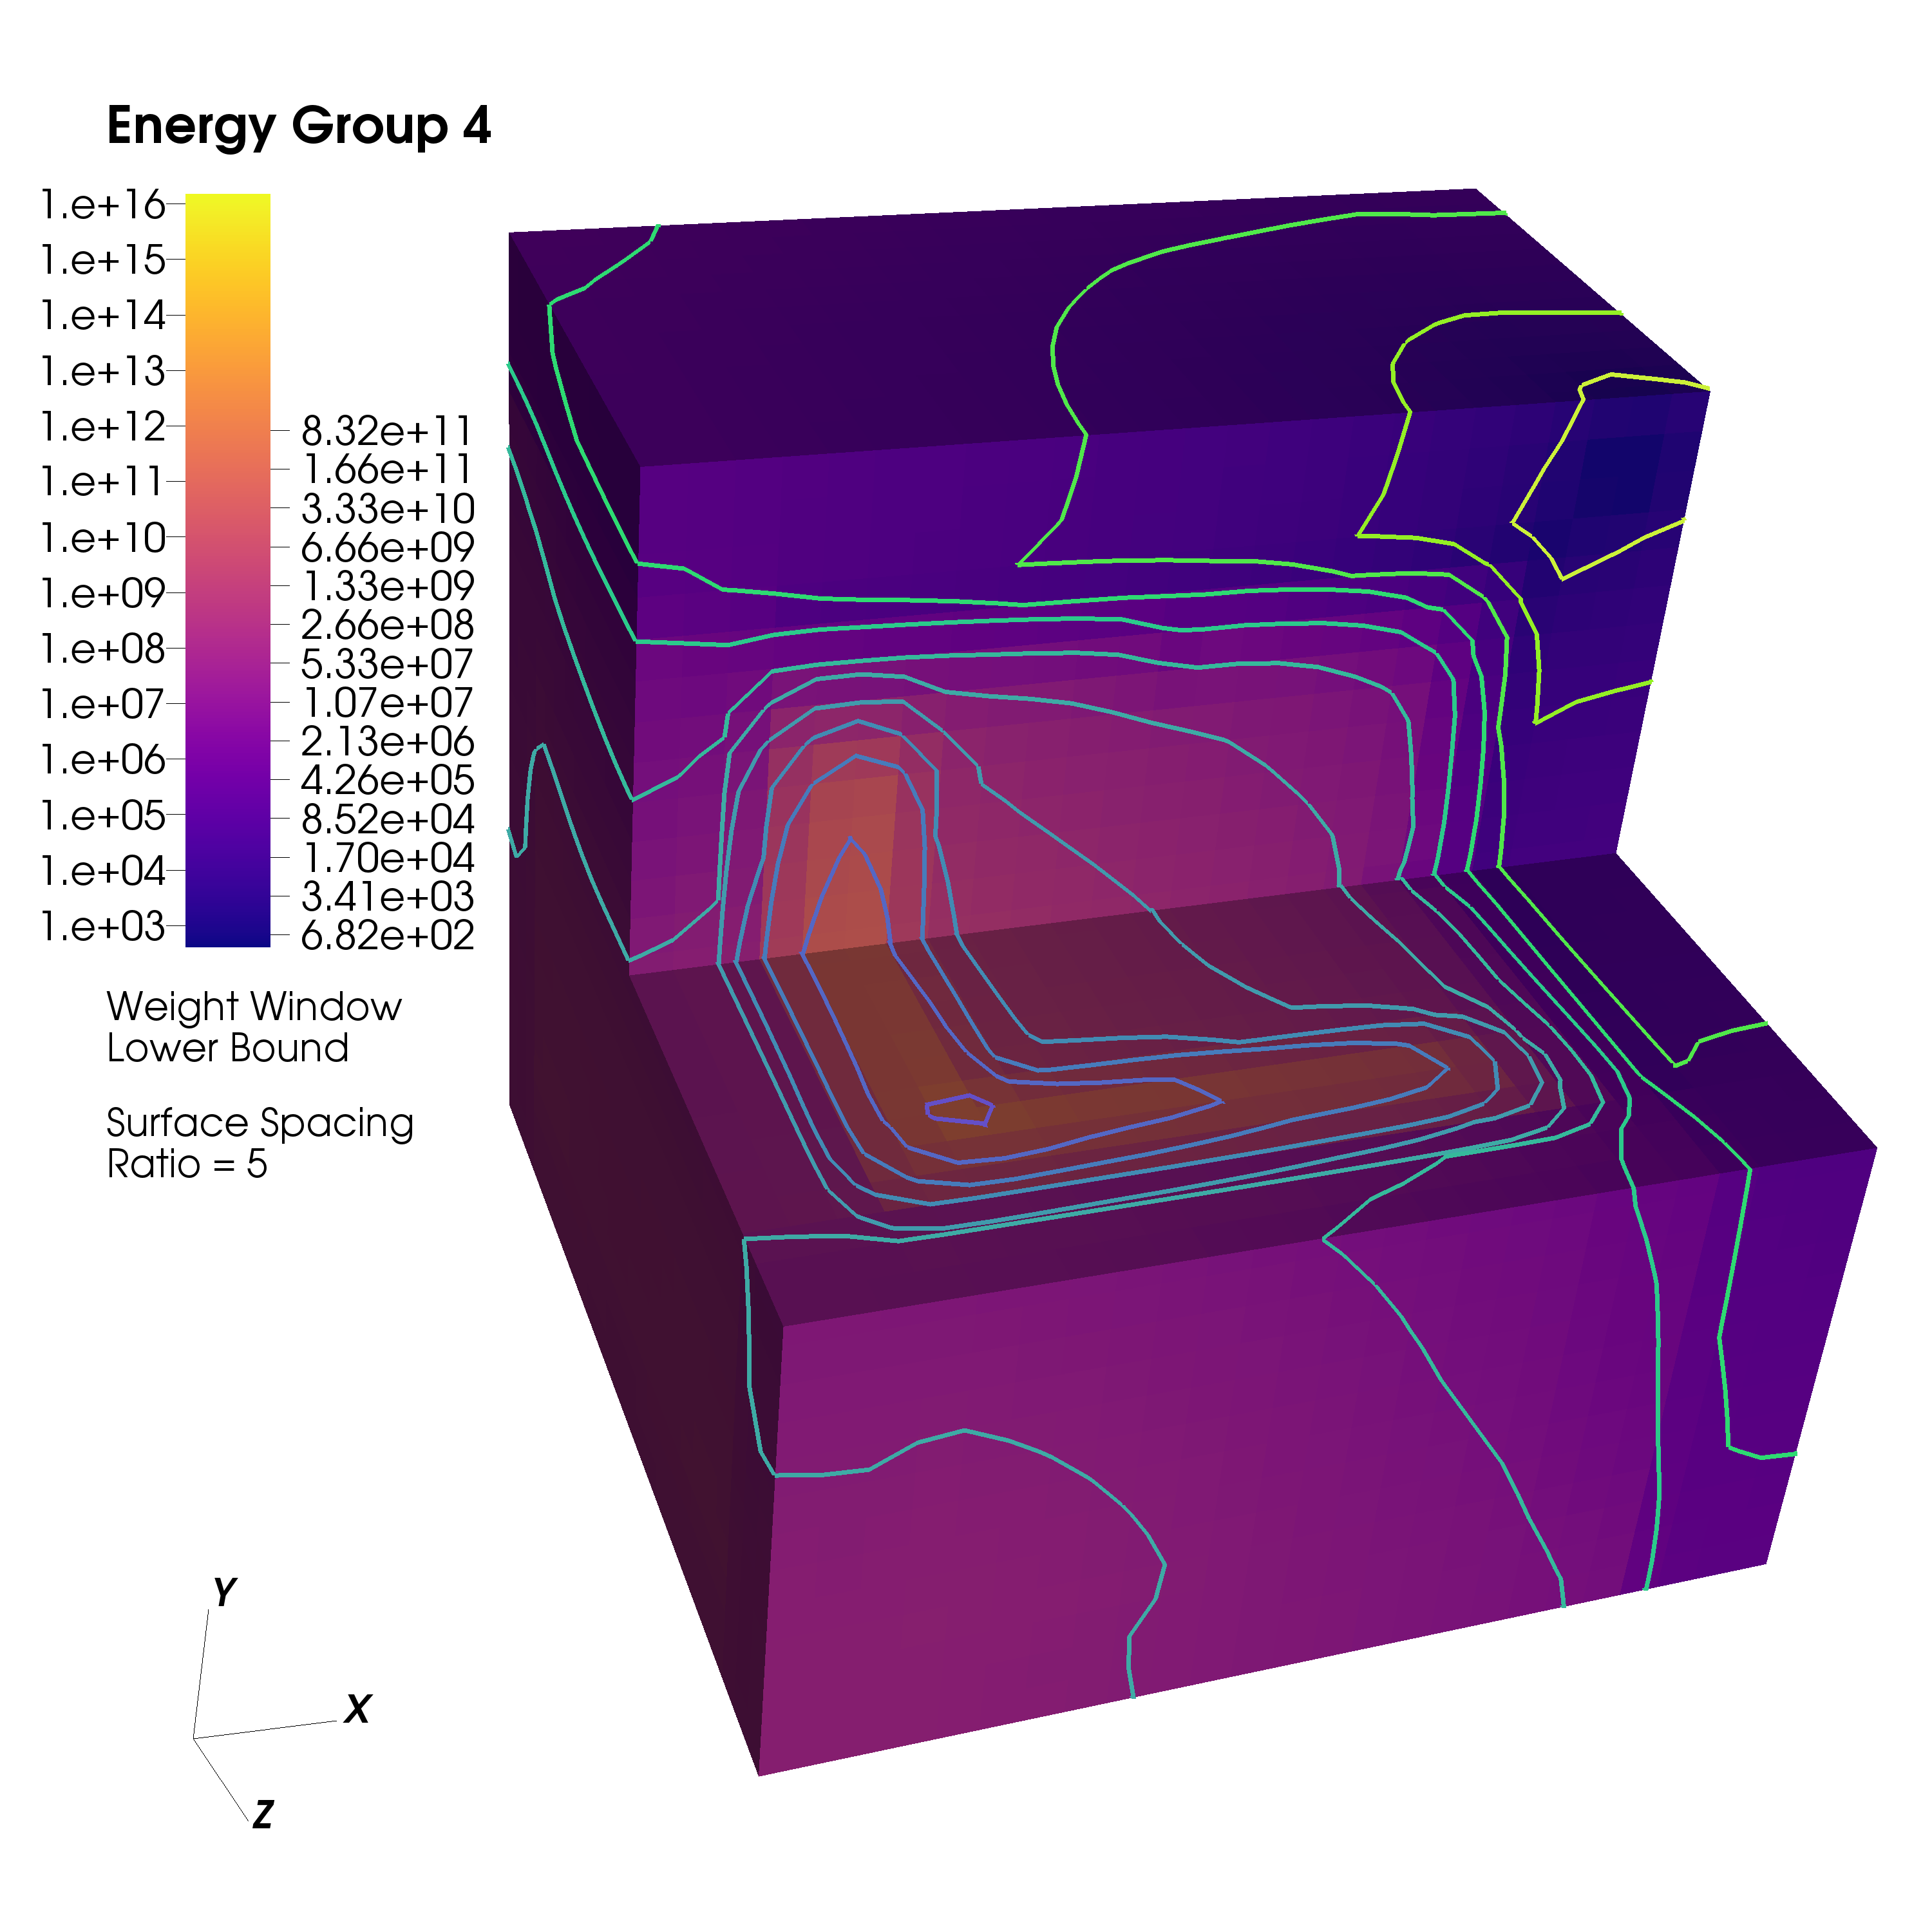 Energy Group 4
1.e+16
1.e+15
1.e+14
1.e+13
1.e+12
1.e+11
1.e+10
1.e+09
1.e+08
1.e+07
1.e+06
1.e+05
1.e+04
1.e+03
8.32e+11
1.66e+11
3.33e+10
6.66e+09
1.33e+09
2.66e+08
5.33e+07
1.07e+07
2.13e+06
4.26e+05
8.52e+04
1.70e+04
3.41e+03
6.82e+02
Weight Window
Lower Bound
Surface Spacing
Ratio = 5
Y
X
Z